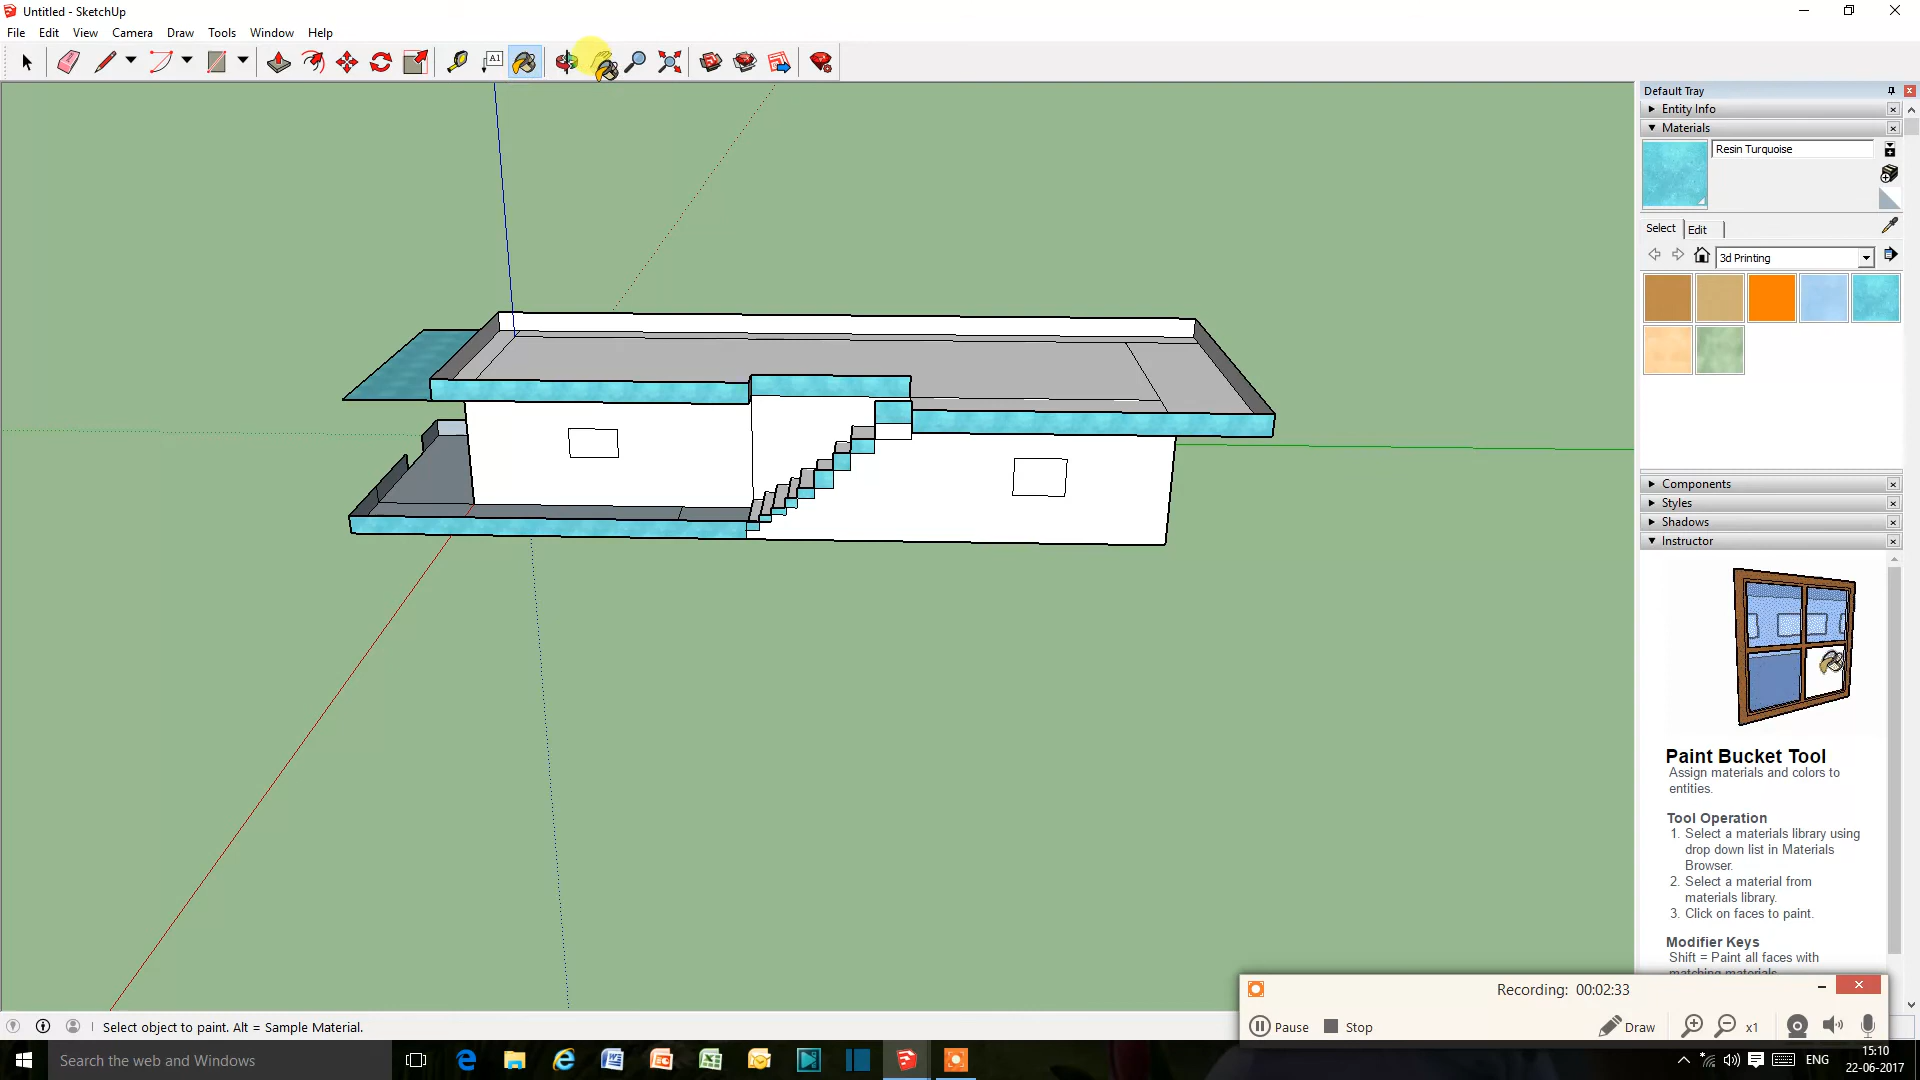 Untitled - SketchUp
File Edit View Camera Draw Tools Window Help
A1
Default Tray
Entity Info
Materials
Resin Turquoise
Select Edit
3d Printing
Components
Styles
Shadows
Instructor
Paint Bucket Tool
Assign materials and colors to
entities.
Tool Operation
1. Select a materials library using
drop down list in Materials
Browser.
2. Select a material from
materials library.
3. Click on faces to paint.
Modifier Keys
Shift = Paint all faces with
matching materials
Recording: 00:02:33
Pause Stop Draw x1
Select object to paint. Alt = Sample Material.
Search the web and Windows
ENG
15:10
22-06-2017